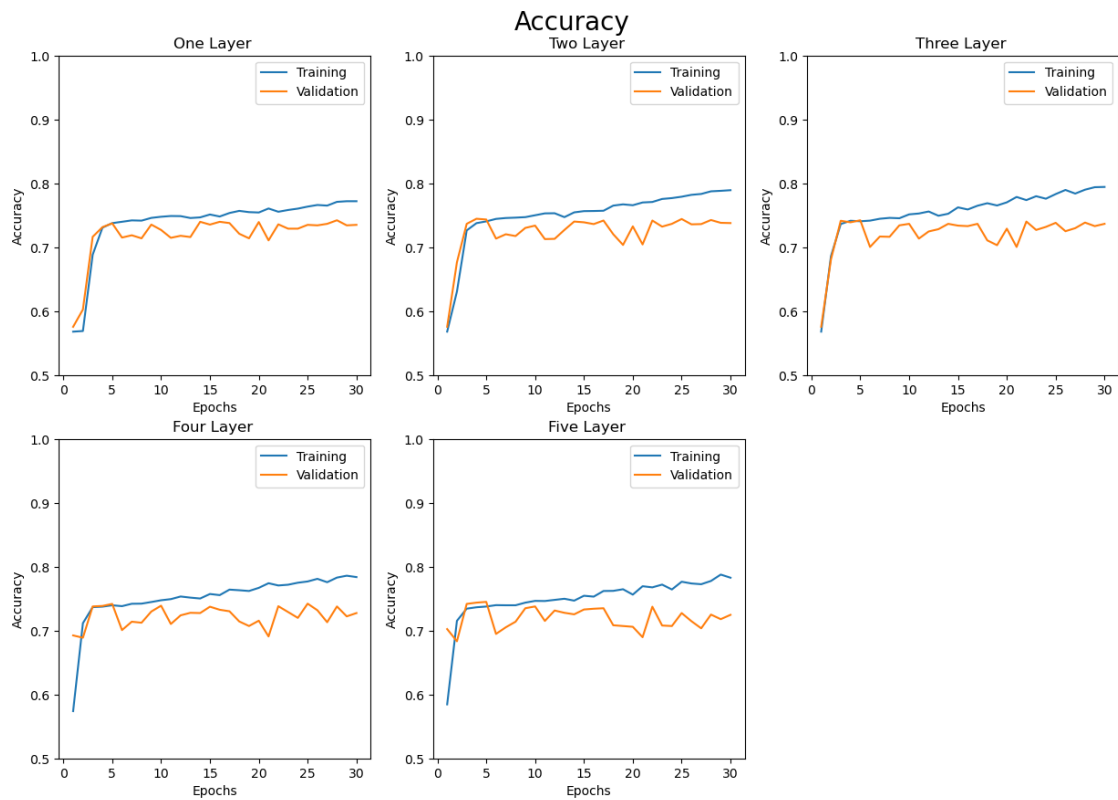 Accuracy
One Layer
1.0
0.9
0.8
0.7
0.6
0.5
Accuracy
Training
Validation
0 5 10 15 20 25 30
Epochs
Two Layer
1.0
0.9
0.8
0.7
0.6
0.5
Accuracy
Training
Validation
0 5 10 15 20 25 30
Epochs
Three Layer
1.0
0.9
0.8
0.7
0.6
0.5
Accuracy
Training
Validation
0 5 10 15 20 25 30
Epochs
Four Layer
1.0
0.9
0.8
0.7
0.6
0.5
Accuracy
Training
Validation
0 5 10 15 20 25 30
Epochs
Five Layer
1.0
0.9
0.8
0.7
0.6
0.5
Accuracy
Training
Validation
0 5 10 15 20 25 30
Epochs